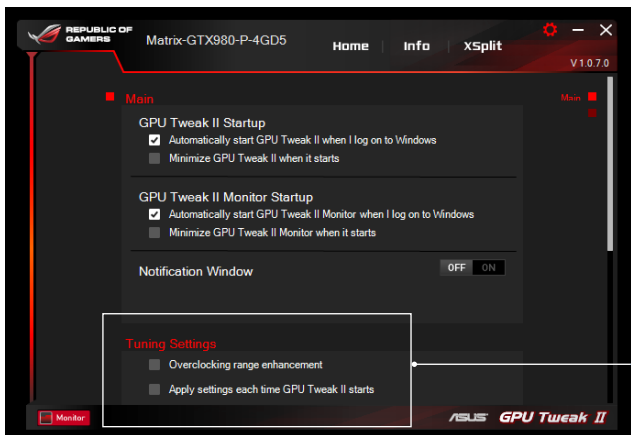 REPUBLIC OF
GAMERS
Matrix-GTX980-P-4GD5
Home
Info
XSplit
V 1.0.7.0
Main
Main
GPU Tweak II Startup
Automatically start GPU Tweak II when I log on to Windows
Minimize GPU Tweak II when it starts
GPU Tweak II Monitor Startup
Automatically start GPU Tweak II Monitor when I log on to Windows
Minimize GPU Tweak II Monitor when it starts
Notification Window
OFF ON
Tuning Settings
Overclocking range enhancement
Apply settings each time GPU Tweak II starts
Monitor
ASUS GPU Tweak II